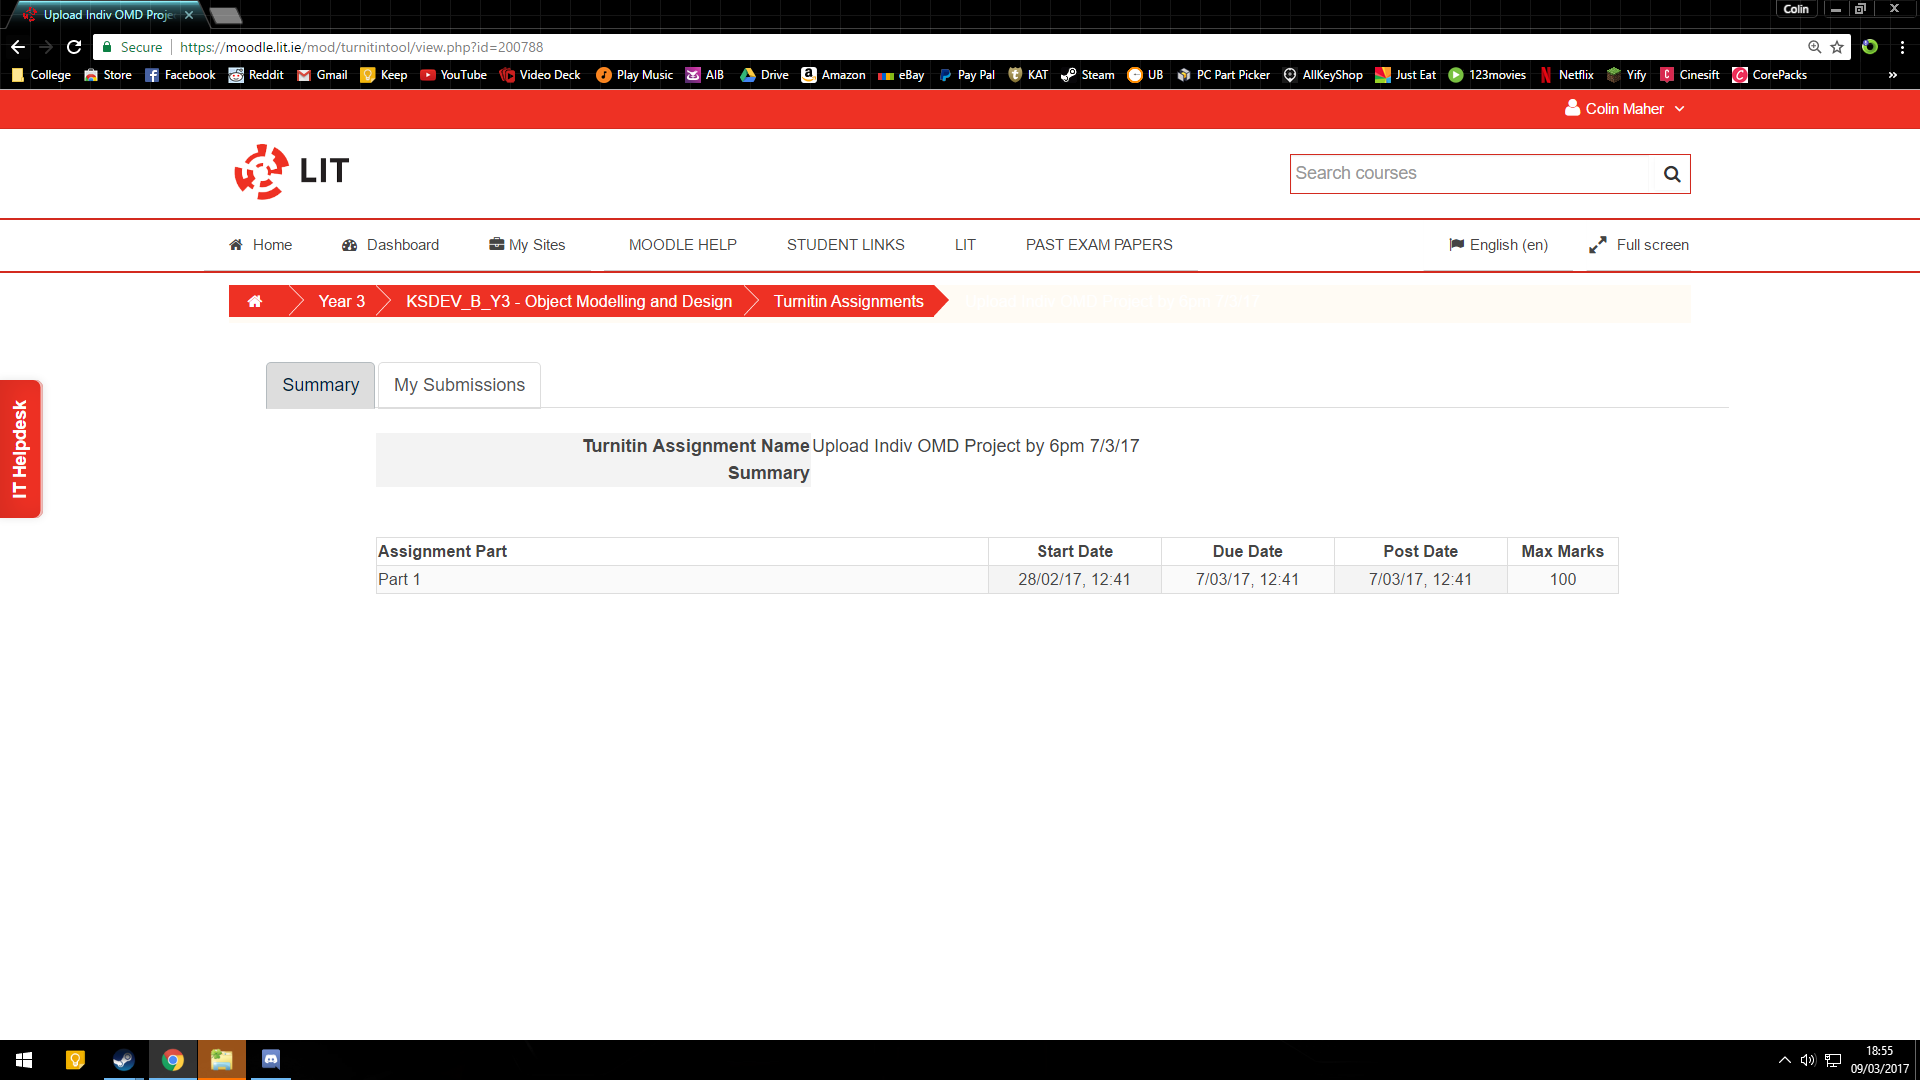 Upload Indiv OMD Proje
Colin
Secure https://moodle.lit.ie/mod/turnitintool/view.php?id=200788
College Store Facebook Reddit Gmail Keep YouTube Video Deck Play Music AIB Drive Amazon eBay Pay Pal KAT Steam UB PC Part Picker AllKeyShop Just Eat 123movies Netflix Yify Cinesift CorePacks »
Colin Maher
LIT
Search courses
Home Dashboard My Sites MOODLE HELP STUDENT LINKS LIT PAST EXAM PAPERS English (en) Full screen
Year 3 KSDEV_B_Y3 - Object Modelling and Design Turnitin Assignments
Summary My Submissions
IT Helpdesk
Turnitin Assignment Name Upload Indiv OMD Project by 6pm 7/3/17
Summary
Assignment Part Start Date Due Date Post Date Max Marks
Part 1 28/02/17, 12:41 7/03/17, 12:41 7/03/17, 12:41 100
18:55
09/03/2017